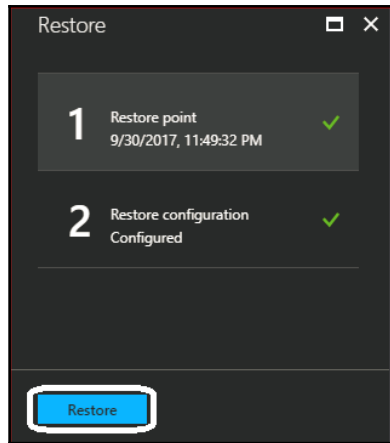 Restore
1
Restore point
9/30/2017, 11:49:32 PM
2
Restore configuration
Configured
Restore